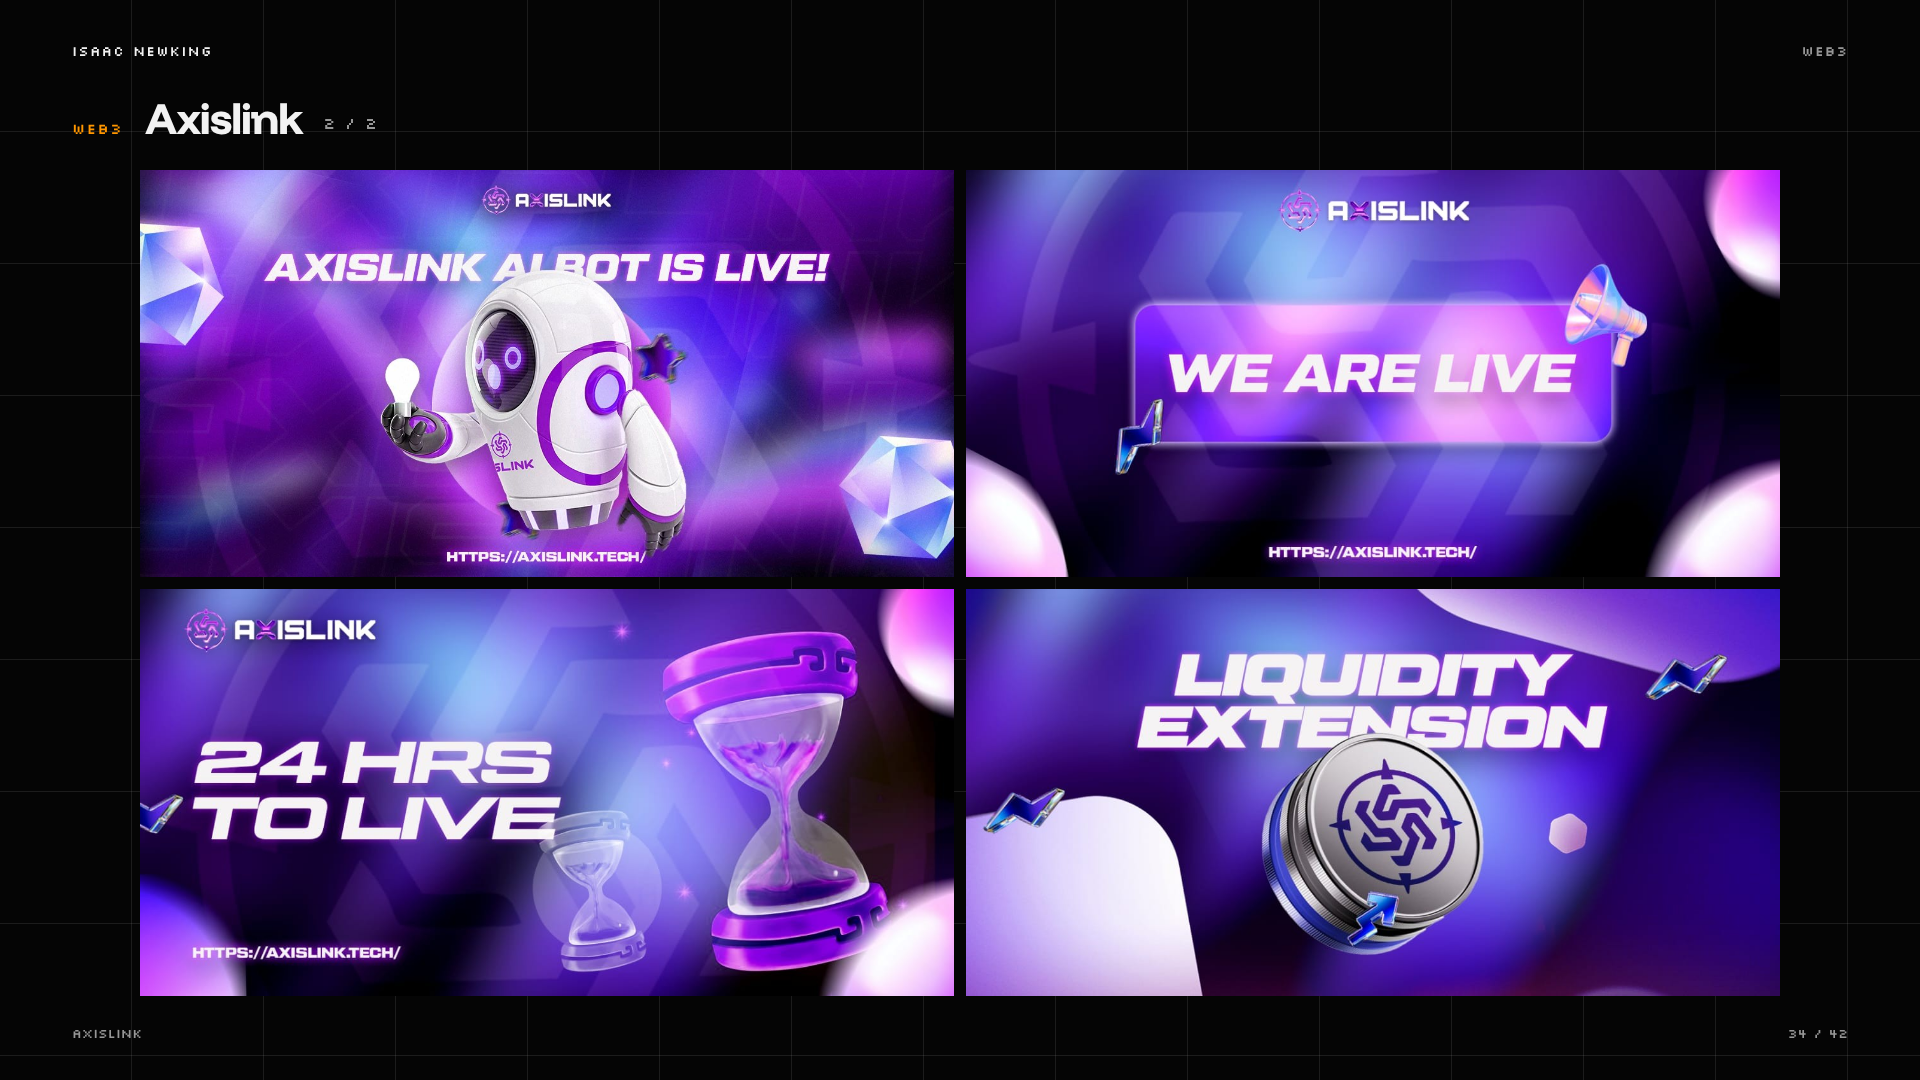 ISAAC NEWKING
WEB3
WEB3 Axislink 2 / 2
AXISLINK
AXISLINK AI BOT IS LIVE!
SLINK
HTTPS://AXISLINK.TECH/
AXISLINK
WE ARE LIVE
HTTPS://AXISLINK.TECH/
AXISLINK
24 HRS
TO LIVE
HTTPS://AXISLINK.TECH/
LIQUIDITY
EXTENSION
AXISLINK
34 / 42